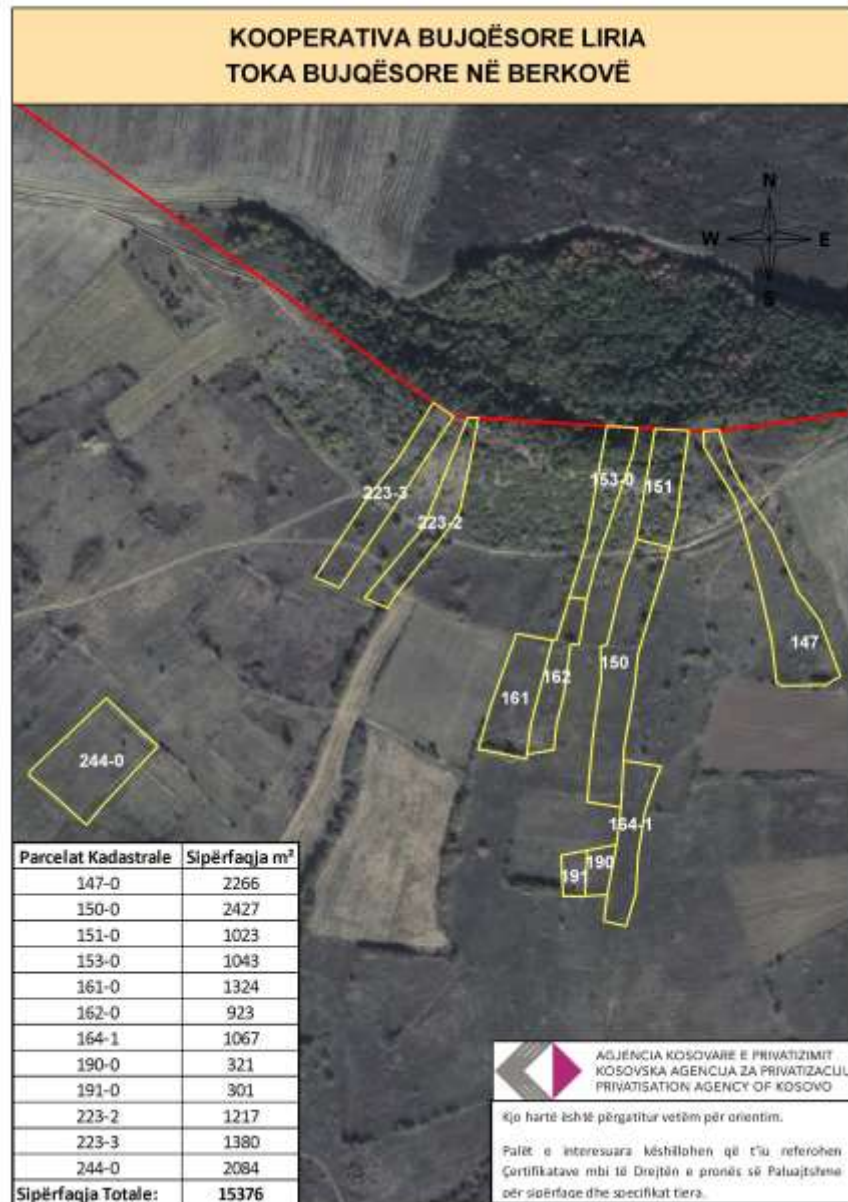 KOOPERATIVA BUJQËSORE LIRIA
TOKA BUJQËSORE NË BERKOVË
N
W E
S
153-0
151
223-3
223-2
147
150
162
161
244-0
164-1
190
191
Parcelat Kadastrale Sipërfaqja m²
147-0 2266
150-0 2427
151-0 1023
153-0 1043
161-0 1324
162-0 923
164-1 1067
190-0 321
191-0 301
223-2 1217
223-3 1380
244-0 2084
Sipërfaqja Totale: 15376
AGJENCIA KOSOVARE E PRIVATIZIMIT
KOSOVSKA AGENCIJA ZA PRIVATIZACIJU
PRIVATISATION AGENCY OF KOSOVO
Kjo hartë është përgatitur vetëm për orientim.
Palët e interesuara këshillohen që t'iu referohen
Çertifikatave mbi të Drejtën e pronës së Paluajtshme
për sipërfaqe dhe specifikat tjera.